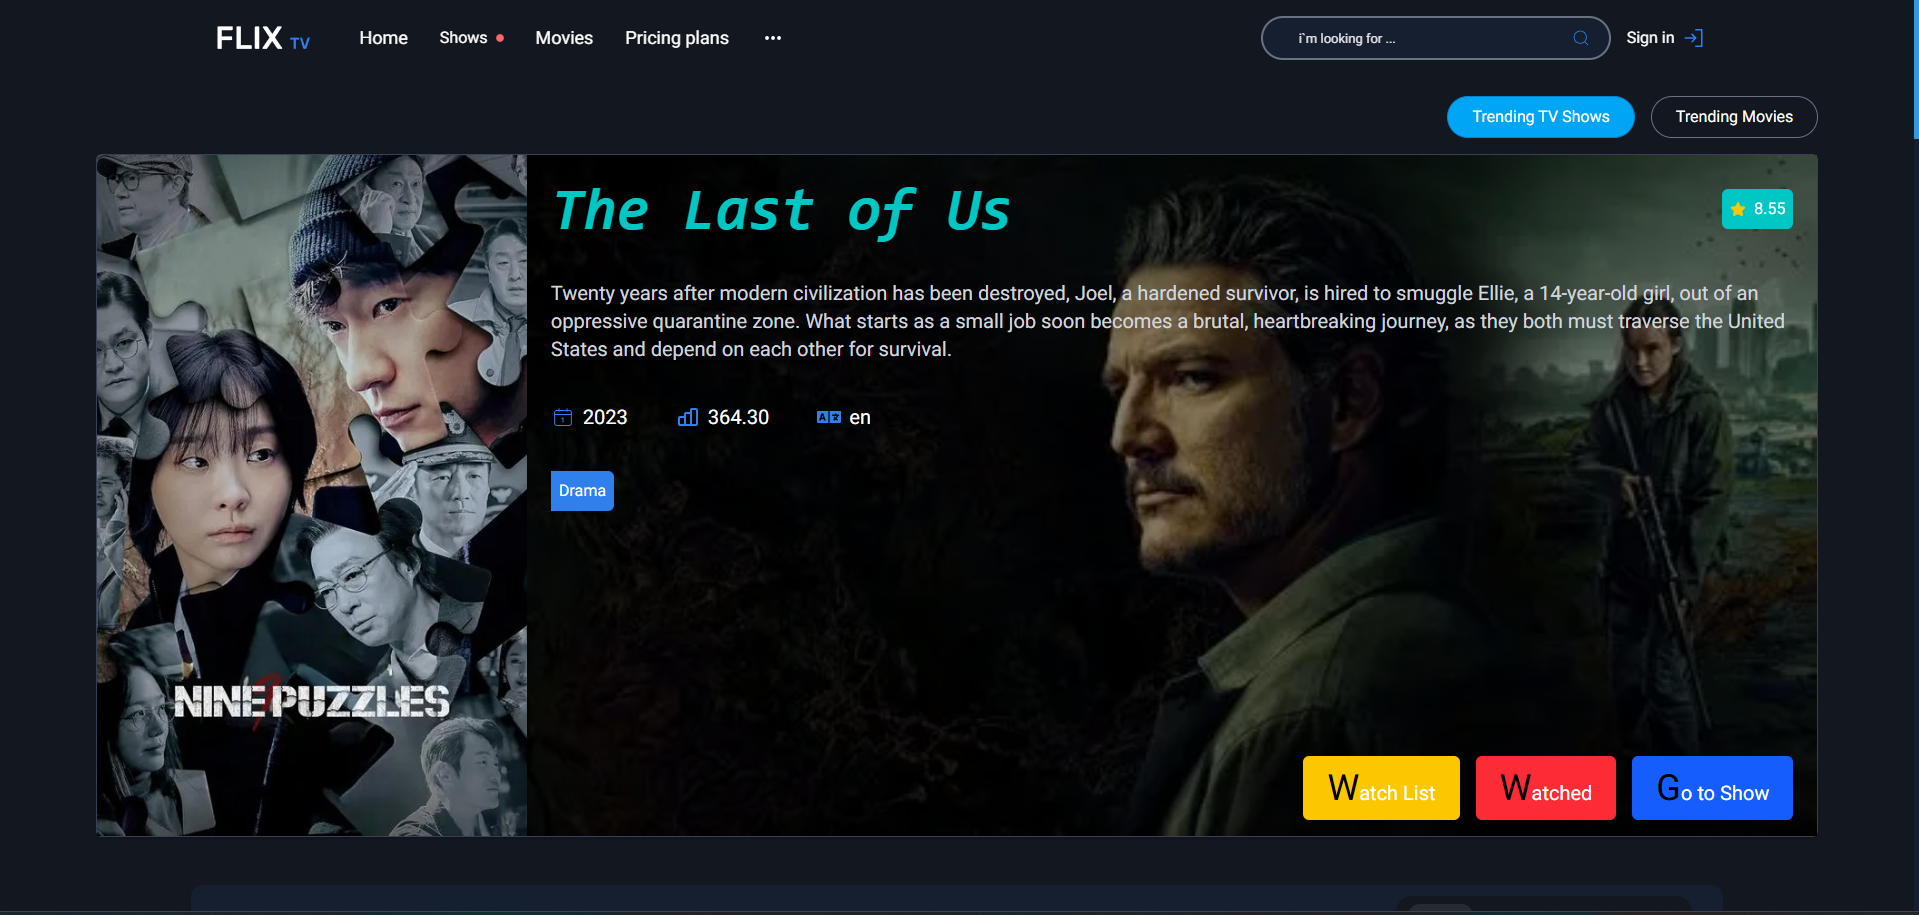 FLIX TV
Home
Shows
Movies
Pricing plans
i`m looking for ...
Sign in
Trending TV Shows
Trending Movies
NINE PUZZLES
The Last of Us
8.55
Twenty years after modern civilization has been destroyed, Joel, a hardened survivor, is hired to smuggle Ellie, a 14-year-old girl, out of an
oppressive quarantine zone. What starts as a small job soon becomes a brutal, heartbreaking journey, as they both must traverse the United
States and depend on each other for survival.
2023
364.30
en
Drama
Watch List
Watched
Go to Show